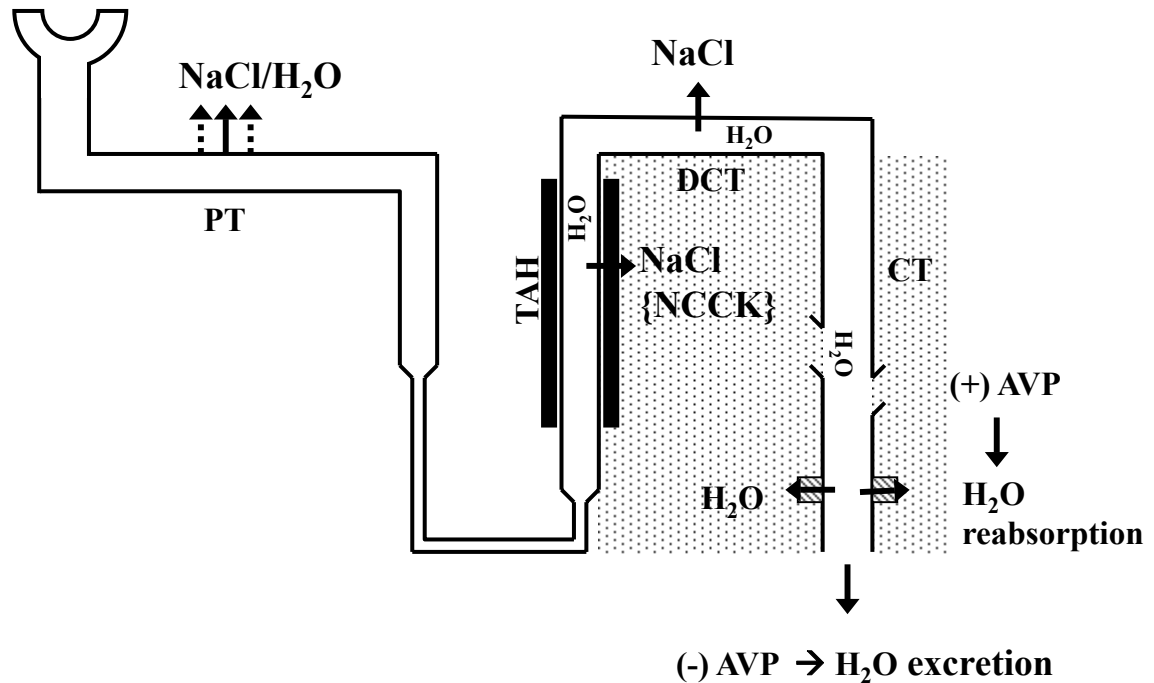 NaCl/H₂O
PT
TAH
H₂O
NaCl
{NCCK}
NaCl
H₂O
DCT
CT
H₂O
(+) AVP
H₂O
reabsorption
H₂O
(-) AVP → H₂O excretion